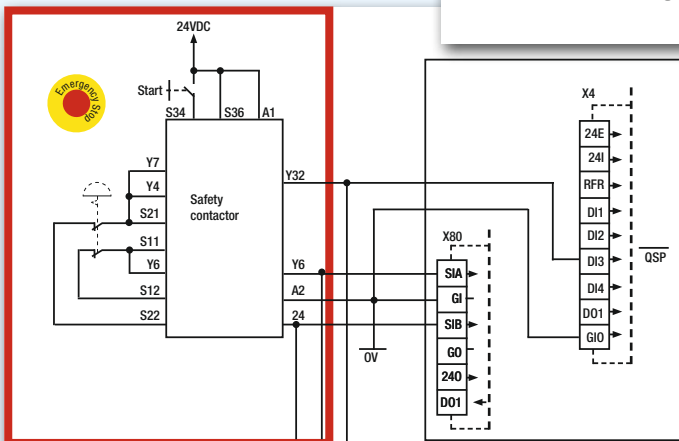 24VDC
Emergency Stop
Start
S34
S36
A1
X4
24E
24I
RFR
DI1
DI2
DI3
DI4
DO1
GIO
QSP
Y7
Y4
S21
S11
Y6
S12
S22
Safety
contactor
Y32
Y6
A2
24
0V
X80
SIA
GI
SIB
GO
24O
DO1